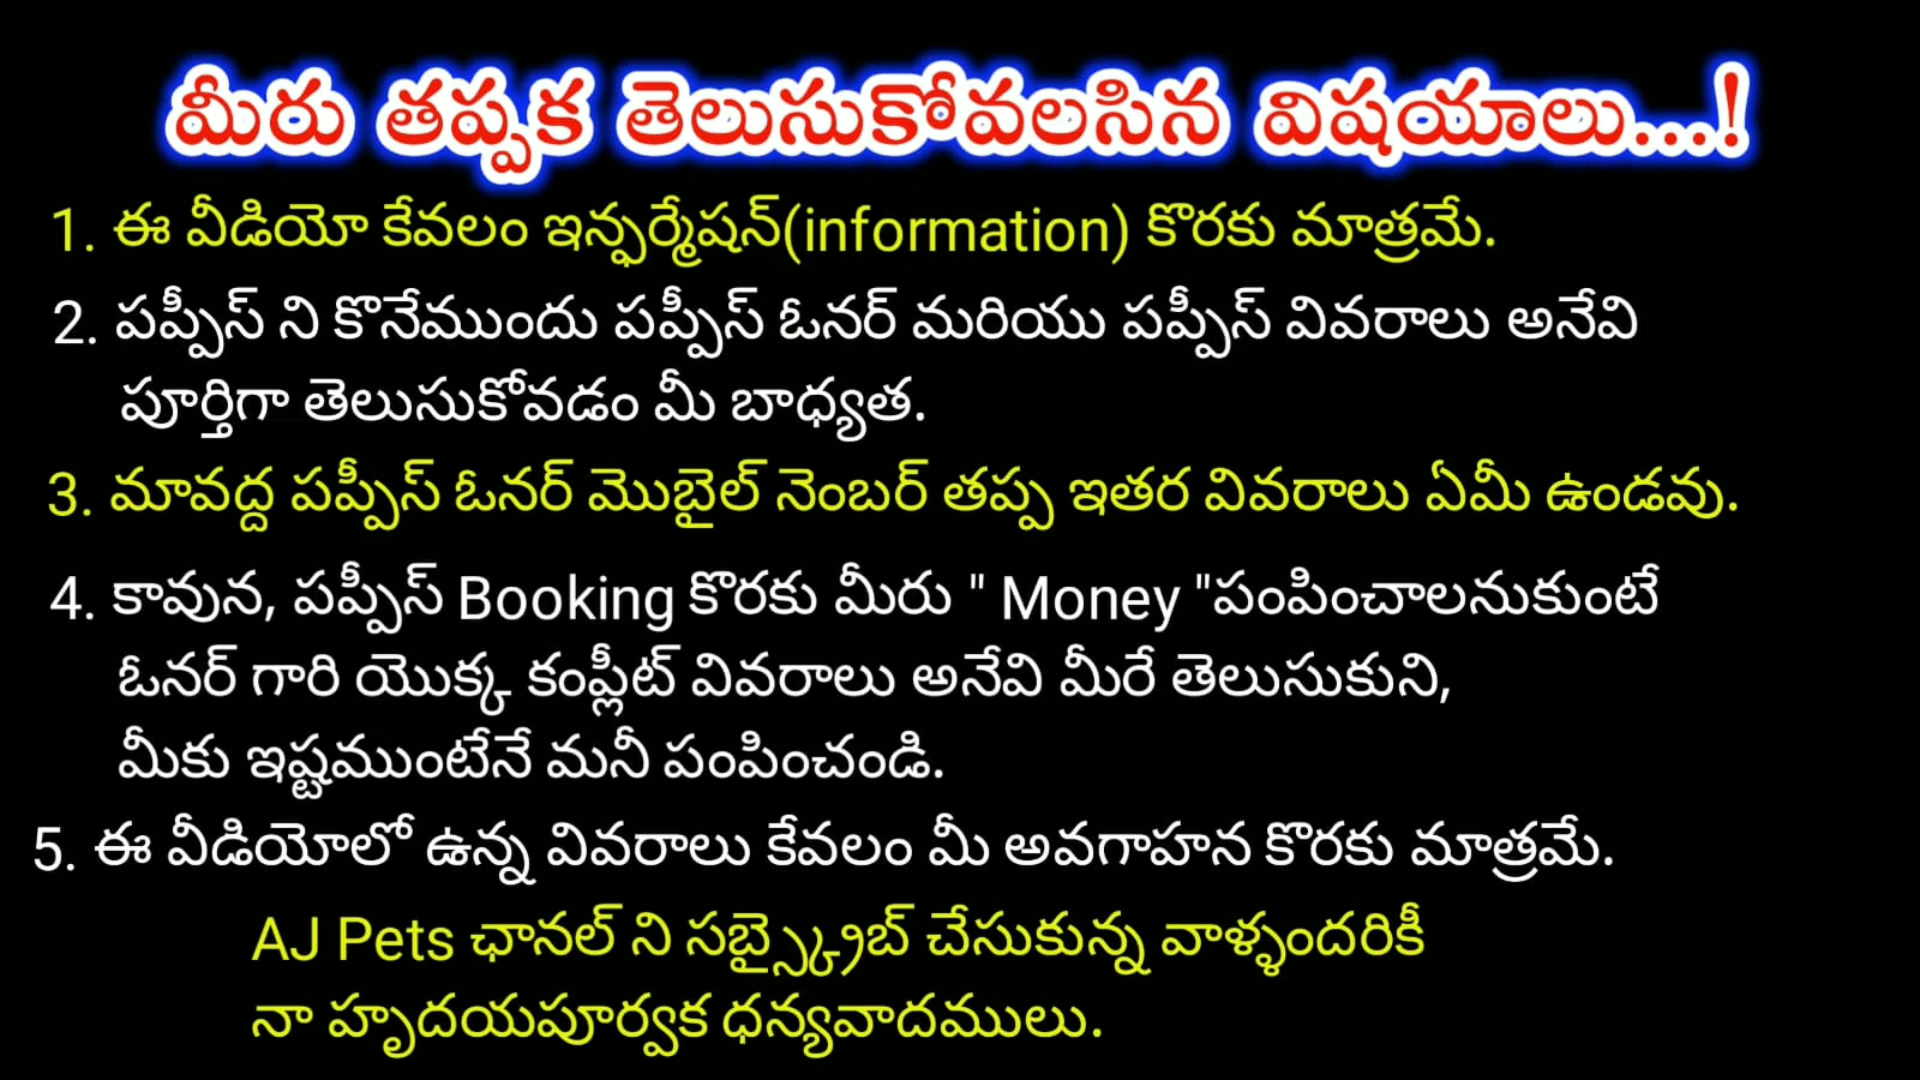 మీరు తప్పక తెలుసుకోవలసిన విషయాలు....!
1. ఈ వీడియో కేవలం ఇన్ఫర్మేషన్(information) కొరకు మాత్రమే.
2. పప్పీస్ ని కొనేముందు పప్పీస్ ఓనర్ మరియు పప్పీస్ వివరాలు అనేవి
పూర్తిగా తెలుసుకోవడం మీ బాధ్యత.
3. మావద్ద పప్పీస్ ఓనర్ మొబైల్ నెంబర్ తప్ప ఇతర వివరాలు ఏమీ ఉండవు.
4. కావున, పప్పీస్ Booking కొరకు మీరు " Money "పంపించాలనుకుంటే
ఓనర్ గారి యొక్క కంప్లీట్ వివరాలు అనేవి మీరే తెలుసుకుని,
మీకు ఇష్టముంటేనే మనీ పంపించండి.
5. ఈ వీడియోలో ఉన్న వివరాలు కేవలం మీ అవగాహన కొరకు మాత్రమే.
AJ Pets ఛానల్ ని సబ్స్క్రైబ్ చేసుకున్న వాళ్ళందరికీ
నా హృదయపూర్వక ధన్యవాదములు.